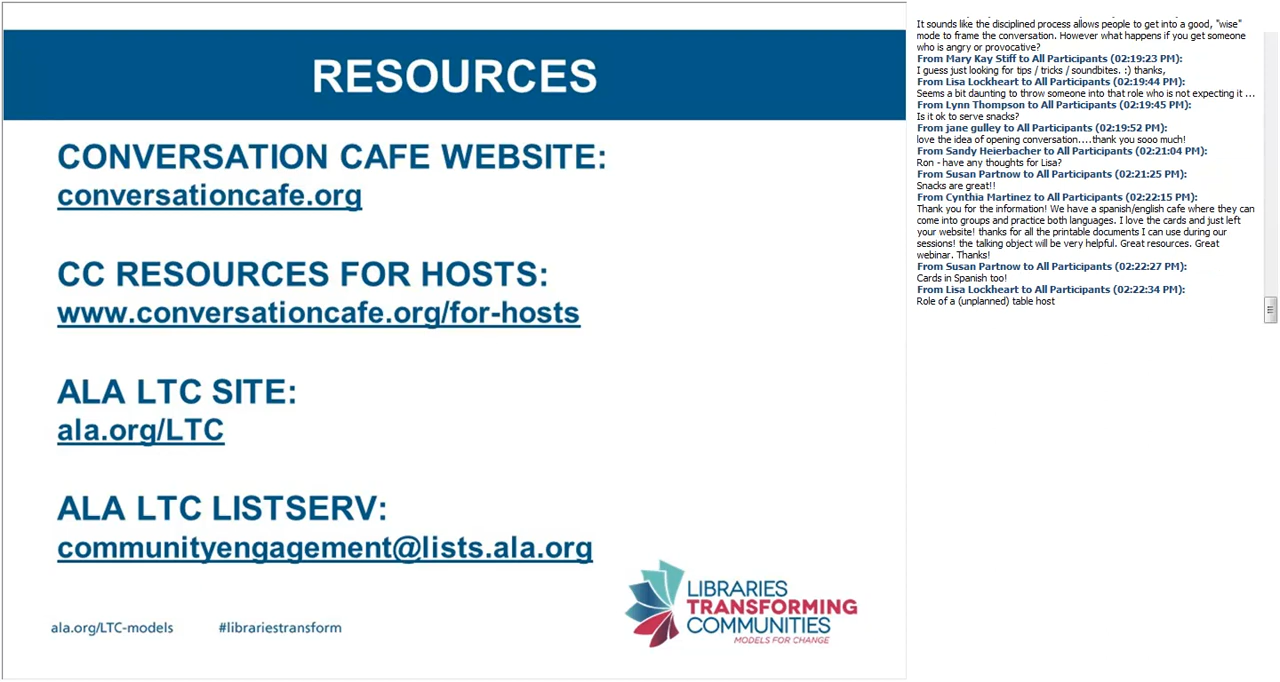 RESOURCES
CONVERSATION CAFE WEBSITE:
conversationcafe.org
CC RESOURCES FOR HOSTS:
www.conversationcafe.org/for-hosts
ALA LTC SITE:
ala.org/LTC
ALA LTC LISTSERV:
communityengagement@lists.ala.org
ala.org/LTC-models
#librariestransform
LIBRARIES
TRANSFORMING
COMMUNITIES
MODELS FOR CHANGE
It sounds like the disciplined process allows people to get into a good, "wise"
mode to frame the conversation. However what happens if you get someone
who is angry or provocative?
From Mary Kay Stiff to All Participants (02:19:23 PM):
I guess just looking for tips / tricks / soundbites. :) thanks,
From Lisa Lockheart to All Participants (02:19:44 PM):
Seems a bit daunting to throw someone into that role who is not expecting it ...
From Lynn Thompson to All Participants (02:19:45 PM):
Is it ok to serve snacks?
From jane gulley to All Participants (02:19:52 PM):
love the idea of opening conversation....thank you sooo much!
From Sandy Heierbacher to All Participants (02:21:04 PM):
Ron - have any thoughts for Lisa?
From Susan Partnow to All Participants (02:21:25 PM):
Snacks are great!!
From Cynthia Martinez to All Participants (02:22:15 PM):
Thank you for the information! We have a spanish/english cafe where they can
come into groups and practice both languages. I love the cards and just left
your website! thanks for all the printable documents I can use during our
sessions! the talking object will be very helpful. Great resources. Great
webinar. Thanks!
From Susan Partnow to All Participants (02:22:27 PM):
Cards in Spanish too!
From Lisa Lockheart to All Participants (02:22:34 PM):
Role of a (unplanned) table host